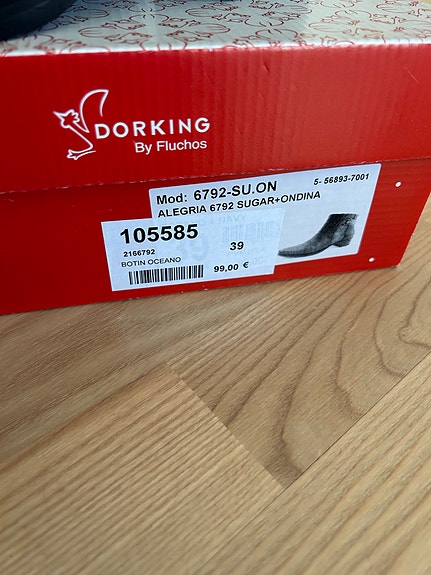 DORKING
By Fluchos
Mod: 6792-SU.ON 5- 56893-7001
ALEGRIA 6792 SUGAR+ONDINA
105585
2166792 39
BOTIN OCEANO
99,00 €